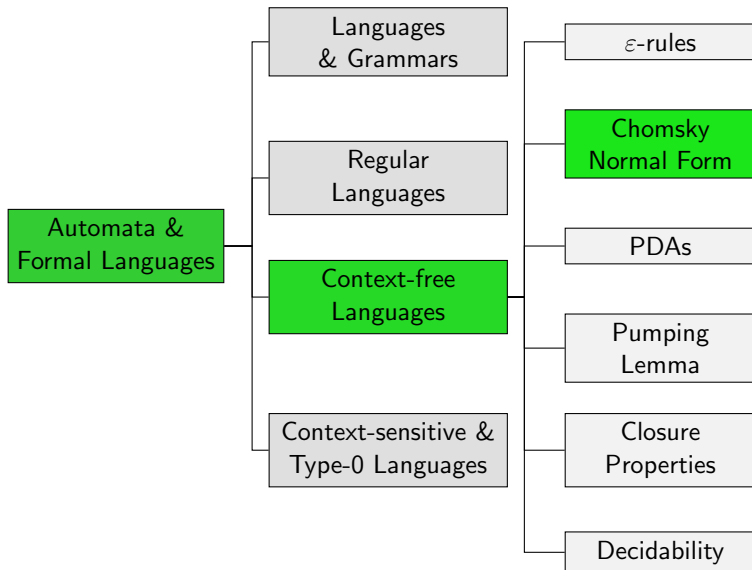 Automata &
Formal Languages
Languages
& Grammars
Regular
Languages
Context-free
Languages
Context-sensitive &
Type-0 Languages
ε-rules
Chomsky
Normal Form
PDAs
Pumping
Lemma
Closure
Properties
Decidability